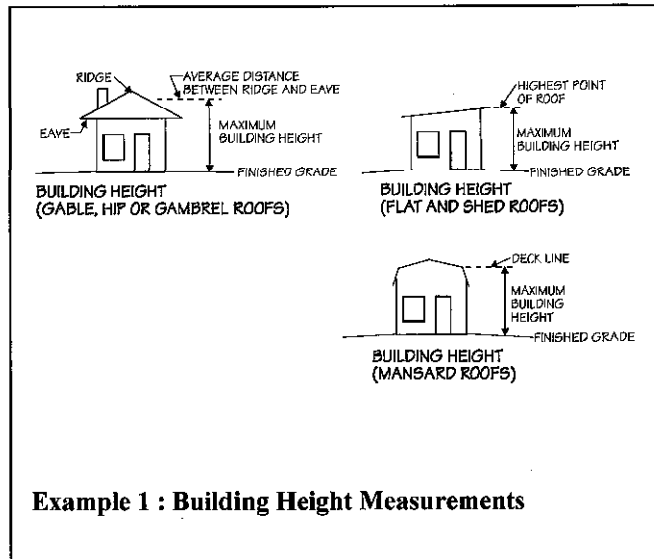 RIDGE
AVERAGE DISTANCE
BETWEEN RIDGE AND EAVE
EAVE
MAXIMUM
BUILDING HEIGHT
FINISHED GRADE
BUILDING HEIGHT
(GABLE, HIP OR GAMBREL ROOFS)
HIGHEST POINT
OF ROOF
MAXIMUM
BUILDING HEIGHT
FINISHED GRADE
BUILDING HEIGHT
(FLAT AND SHED ROOFS)
DECK LINE
MAXIMUM
BUILDING
HEIGHT
FINISHED GRADE
BUILDING HEIGHT
(MANSARD ROOFS)
Example 1 : Building Height Measurements